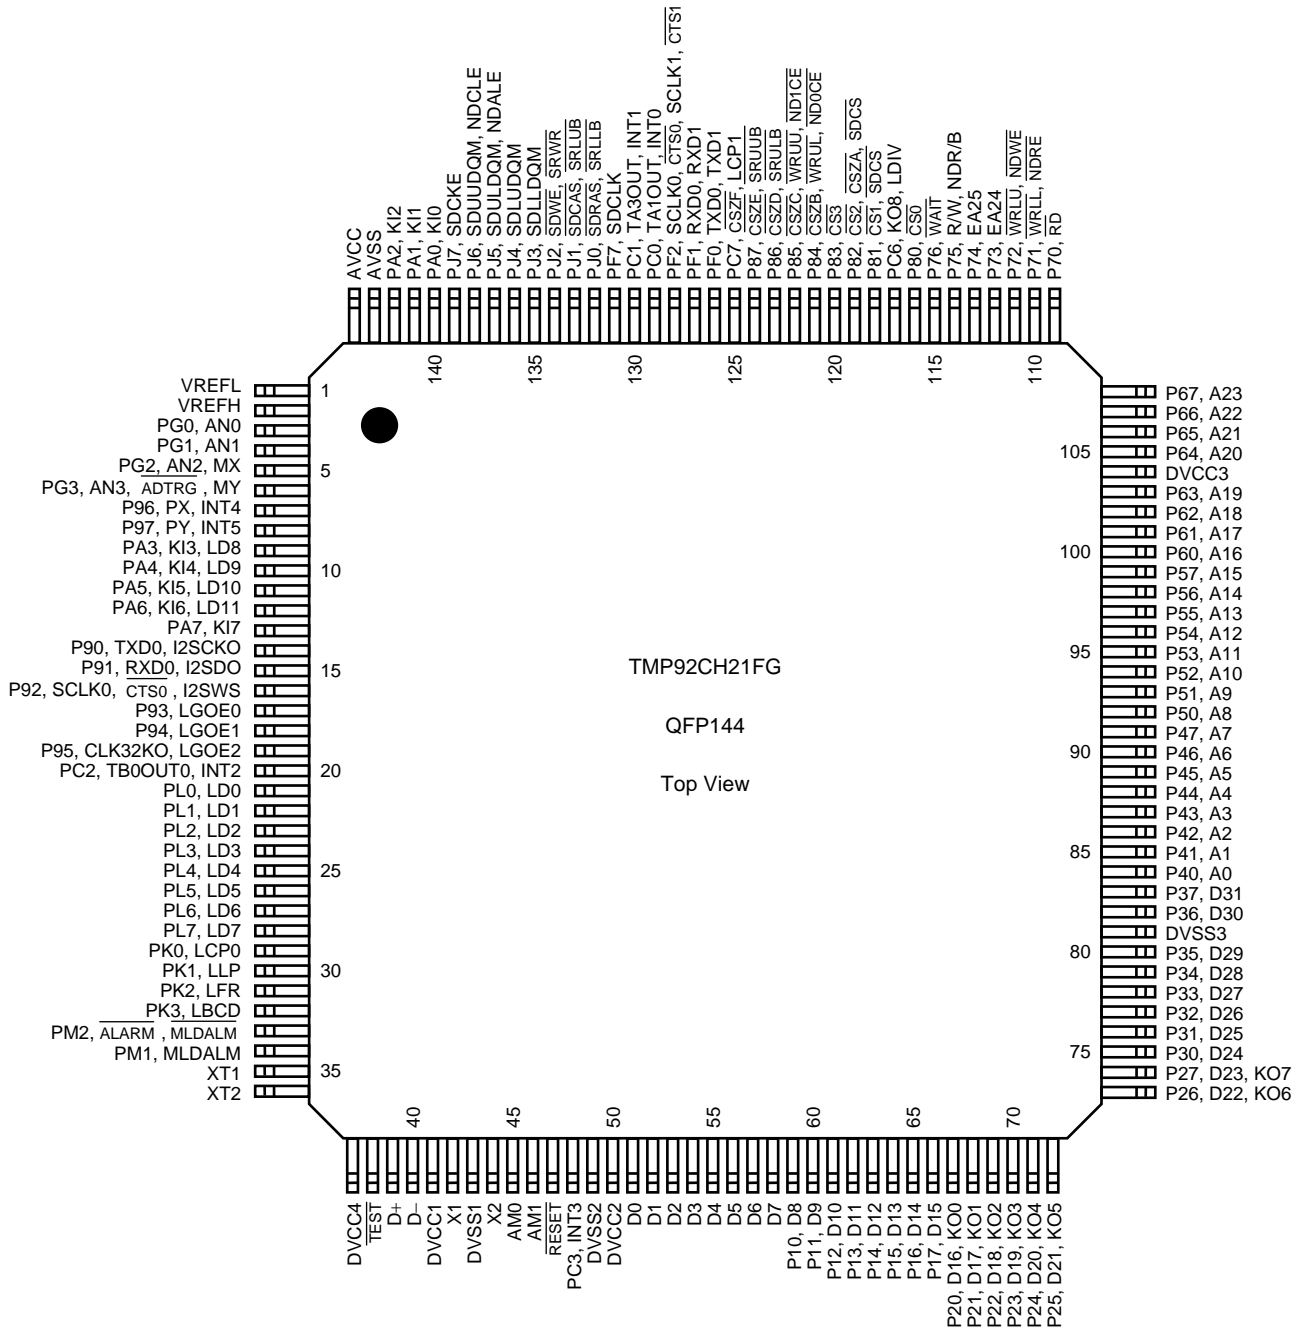 AVCC
AVSS
PA2, KI2
PA1, KI1
PA0, KI0
PJ7, SDCKE
PJ6, SDUUDQM, NDCLE
PJ5, SDULDQM, NDALE
PJ4, SDLUDQM
PJ3, SDLLDQM
PJ2, SDWE, SRWR
PJ1, SDCAS, SRLUB
PJ0, SDRAS, SRLLB
PF7, SDCLK
PC1, TA3OUT, INT1
PC0, TA1OUT, INT0
PF2, SCLK0, CTS0, SCLK1, CTS1
PF1, RXD0, RXD1
PF0, TXD0, TXD1
PC7, CSZF, LCP1
P87, CSZE, SRUUB
P86, CSZD, SRULB
P85, CSZC, WRUU, ND1CE
P84, CSZB, WRUL, ND0CE
P83, CS3
P82, CS2, CSZA, SDCS
P81, CS1, SDCS
PC6, KO8, LDIV
P80, CS0
P76, WAIT
P75, R/W, NDR/B
P74, EA25
P73, EA24
P72, WRLU, NDWE
P71, WRLL, NDRE
P70, RD
140
135
130
125
120
115
110
VREFL
VREFH
PG0, AN0
PG1, AN1
PG2, AN2, MX
PG3, AN3, ADTRG , MY
P96, PX, INT4
P97, PY, INT5
PA3, KI3, LD8
PA4, KI4, LD9
PA5, KI5, LD10
PA6, KI6, LD11
PA7, KI7
P90, TXD0, I2SCKO
P91, RXD0, I2SDO
P92, SCLK0, CTS0 , I2SWS
P93, LGOE0
P94, LGOE1
P95, CLK32KO, LGOE2
PC2, TB0OUT0, INT2
PL0, LD0
PL1, LD1
PL2, LD2
PL3, LD3
PL4, LD4
PL5, LD5
PL6, LD6
PL7, LD7
PK0, LCP0
PK1, LLP
PK2, LFR
PK3, LBCD
PM2, ALARM , MLDALM
PM1, MLDALM
XT1
XT2
1
5
10
15
20
25
30
35
TMP92CH21FG
QFP144
Top View
105
100
95
90
85
80
75
P67, A23
P66, A22
P65, A21
P64, A20
DVCC3
P63, A19
P62, A18
P61, A17
P60, A16
P57, A15
P56, A14
P55, A13
P54, A12
P53, A11
P52, A10
P51, A9
P50, A8
P47, A7
P46, A6
P45, A5
P44, A4
P43, A3
P42, A2
P41, A1
P40, A0
P37, D31
P36, D30
DVSS3
P35, D29
P34, D28
P33, D27
P32, D26
P31, D25
P30, D24
P27, D23, KO7
P26, D22, KO6
40
45
50
55
60
65
70
DVCC4
TEST
D+
D−
DVCC1
X1
DVSS1
X2
AM0
AM1
RESET
PC3, INT3
DVSS2
DVCC2
D0
D1
D2
D3
D4
D5
D6
D7
P10, D8
P11, D9
P12, D10
P13, D11
P14, D12
P15, D13
P16, D14
P17, D15
P20, D16, KO0
P21, D17, KO1
P22, D18, KO2
P23, D19, KO3
P24, D20, KO4
P25, D21, KO5